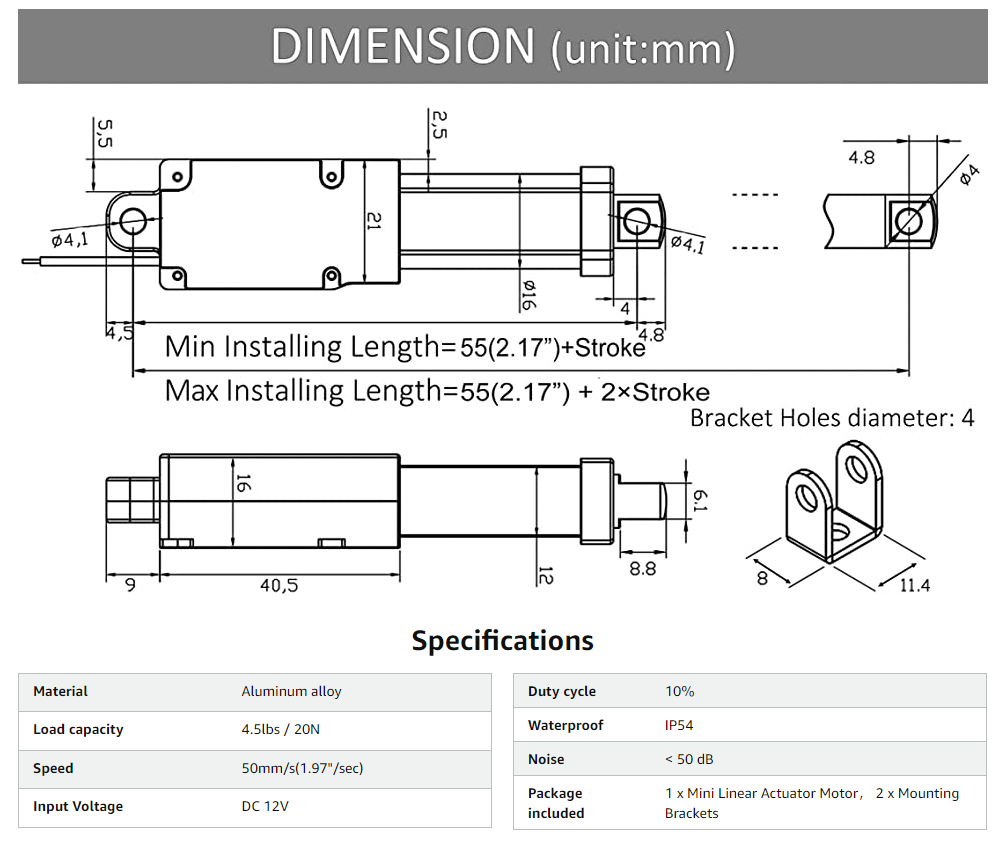 DIMENSION (unit:mm)
5,5
2,5
4.8
ø4
ø4,1
21
ø4.1
ø16
4
4,5
4.8
Min Installing Length=55(2.17”)+Stroke
Max Installing Length=55(2.17”) + 2×Stroke
Bracket Holes diameter: 4
16
6.1
12
8.8
9
40,5
8
11.4
Specifications
Material Aluminum alloy
Load capacity 4.5lbs / 20N
Speed 50mm/s(1.97"/sec)
Input Voltage DC 12V
Duty cycle 10%
Waterproof IP54
Noise < 50 dB
Package included 1 x Mini Linear Actuator Motor， 2 x Mounting
Brackets